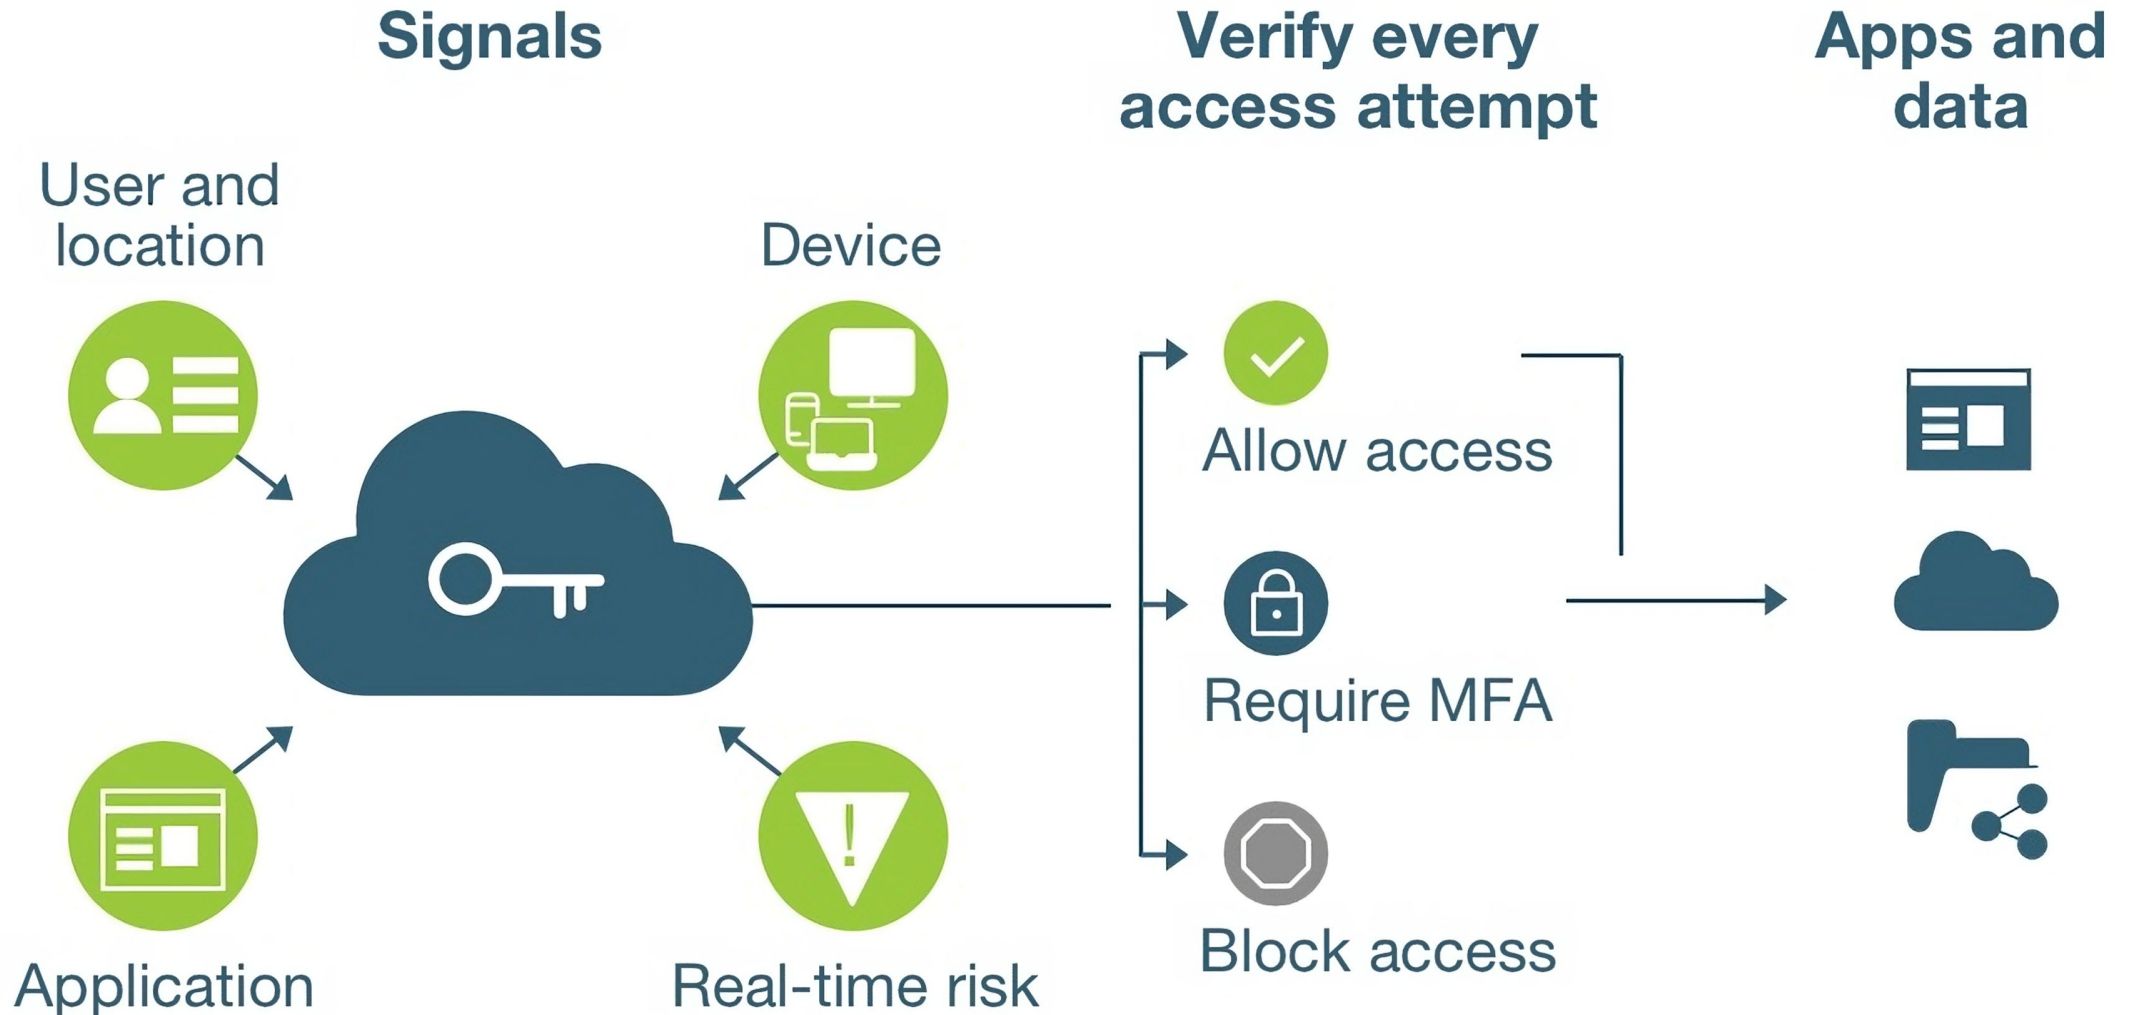 Signals
Verify every
access attempt
Apps and
data
User and
location
Device
Allow access
Require MFA
Block access
Application
Real-time risk